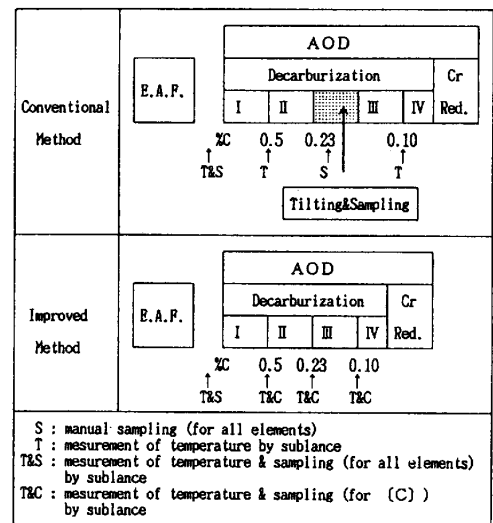 Conventional Method
E.A.F.
AOD
Decarburization
Cr Red.
I II III IV
%C 0.5 0.23 0.10
T&S T S T
Tilting&Sampling
Improved Method
E.A.F.
AOD
Decarburization
Cr Red.
I II III IV
%C 0.5 0.23 0.10
T&S T&C T&C T&C
S : manual sampling (for all elements)
T : mesurement of temperature by sublance
T&S : mesurement of temperature & sampling (for all elements)
by sublance
T&C : mesurement of temperature & sampling (for [C] )
by sublance